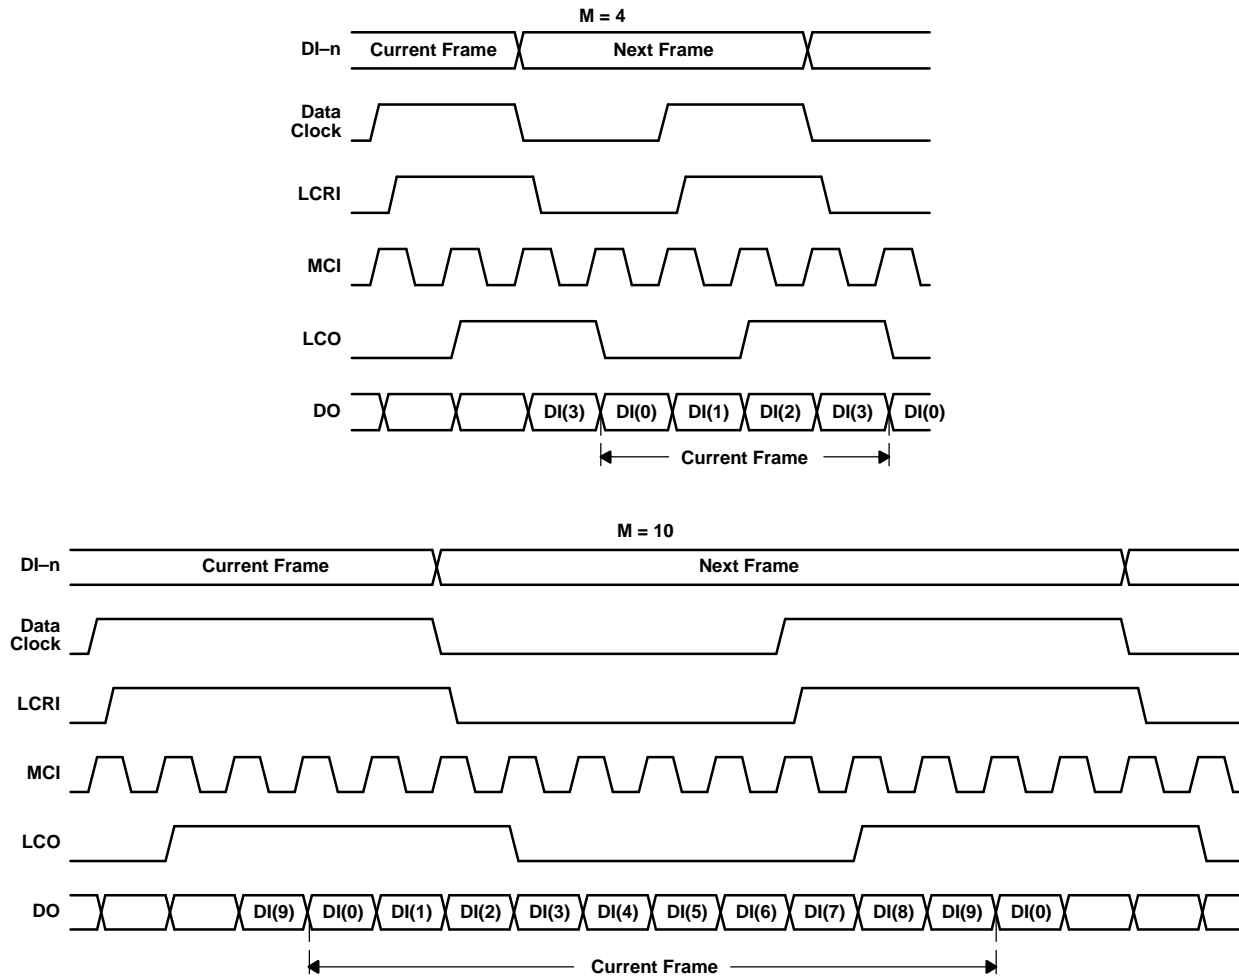 M = 4
DI–n Current Frame Next Frame
Data
Clock
LCRI
MCI
LCO
DO DI(3) DI(0) DI(1) DI(2) DI(3) DI(0)
Current Frame
M = 10
DI–n Current Frame Next Frame
Data
Clock
LCRI
MCI
LCO
DO DI(9) DI(0) DI(1) DI(2) DI(3) DI(4) DI(5) DI(6) DI(7) DI(8) DI(9) DI(0)
Current Frame